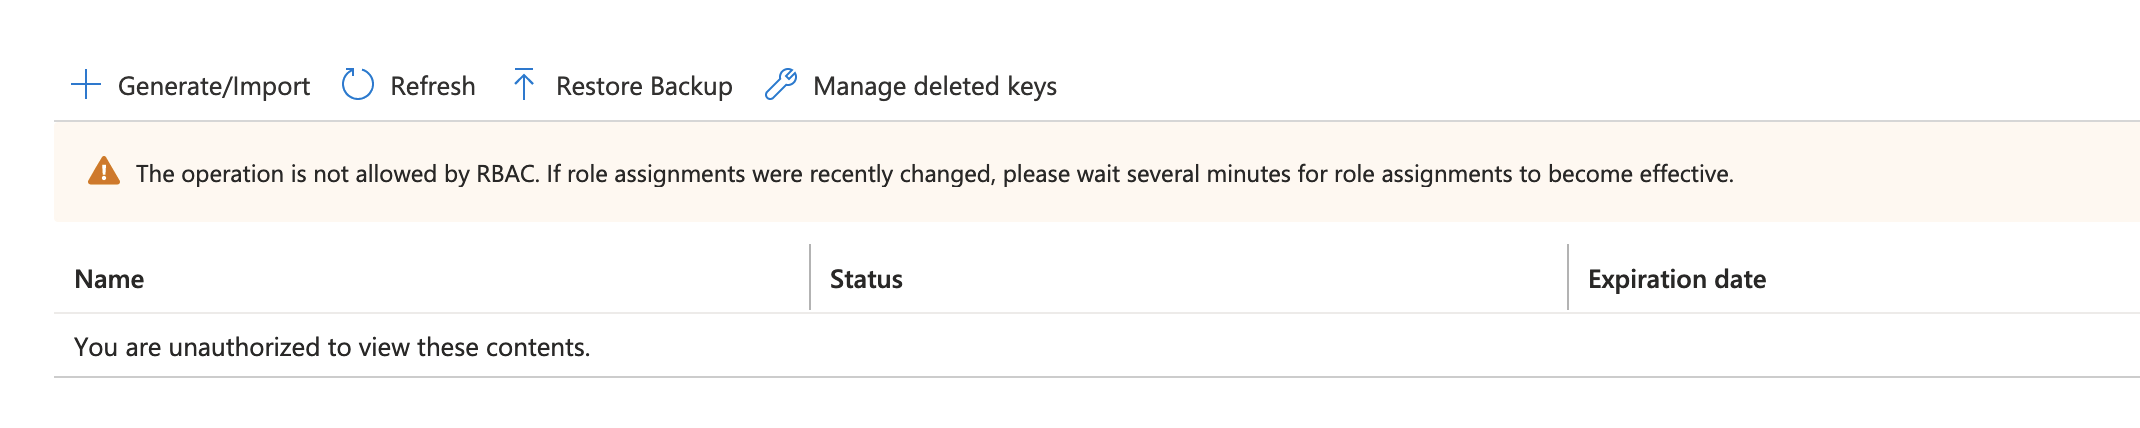 Generate/Import Refresh Restore Backup Manage deleted keys
The operation is not allowed by RBAC. If role assignments were recently changed, please wait several minutes for role assignments to become effective.
Name Status Expiration date
You are unauthorized to view these contents.